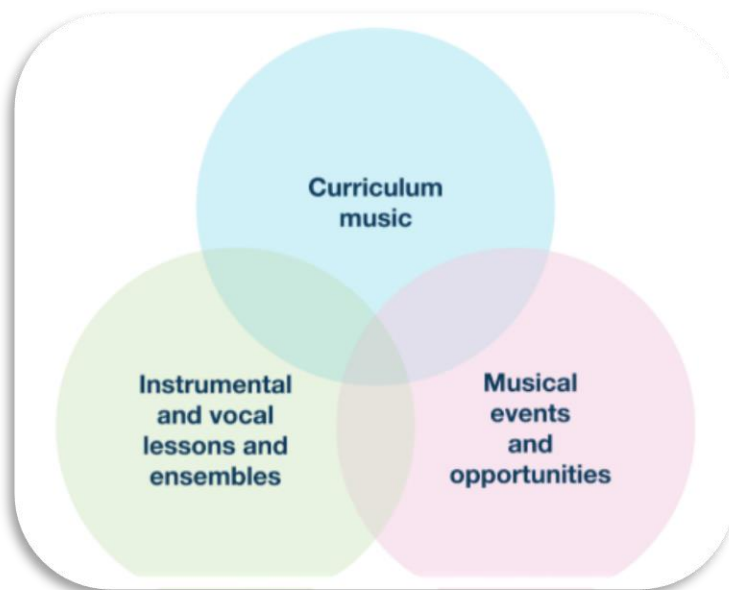 Curriculum
music
Instrumental
and vocal
lessons and
ensembles
Musical
events
and
opportunities